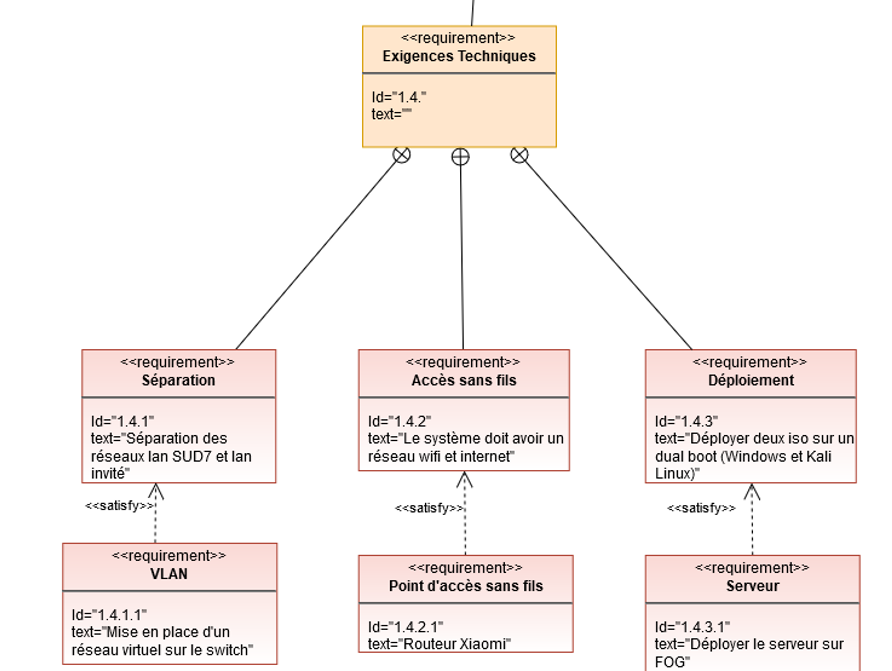 <<requirement>>
Exigences Techniques
Id="1.4."
text=""
<<requirement>>
Séparation
Id="1.4.1"
text="Séparation des
réseaux lan SUD7 et lan
invité"
<<requirement>>
Accès sans fils
Id="1.4.2"
text="Le système doit avoir un
réseau wifi et internet"
<<requirement>>
Déploiement
Id="1.4.3"
text="Déployer deux iso sur un
dual boot (Windows et Kali
Linux)"
<<satisfy>>
<<satisfy>>
<<satisfy>>
<<requirement>>
VLAN
Id="1.4.1.1"
text="Mise en place d'un
réseau virtuel sur le switch"
<<requirement>>
Point d'accès sans fils
Id="1.4.2.1"
text="Routeur Xiaomi"
<<requirement>>
Serveur
Id="1.4.3.1"
text="Déployer le serveur sur
FOG"